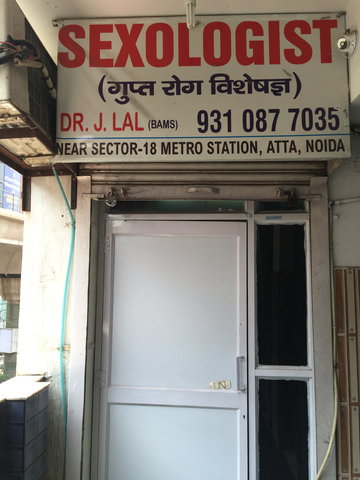 SEXOLOGIST
(गुप्त रोग विशेषज्ञ)
DR. J. LAL (BAMS) 931 087 7035
NEAR SECTOR-18 METRO STATION, ATTA, NOIDA